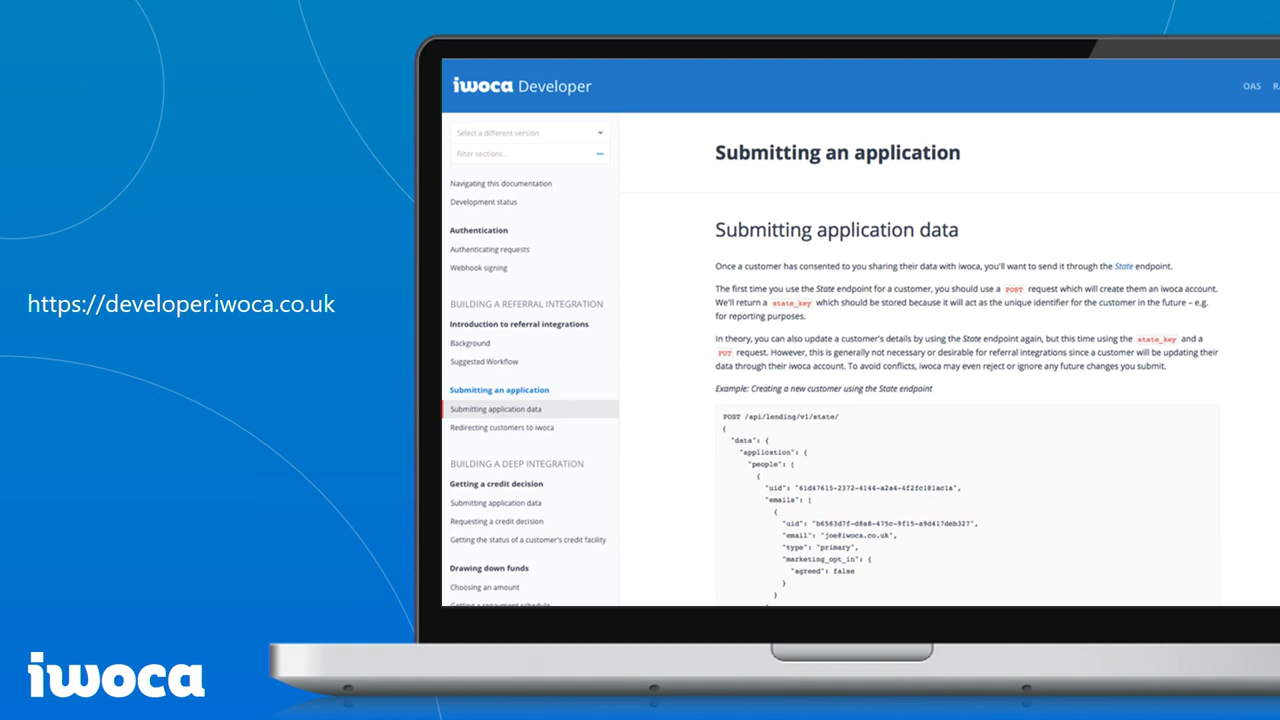 https://developer.iwoca.co.uk
iwoca
iwoca Developer
OAS
Select a different version
Filter sections...
Navigating this documentation
Development status
Authentication
Authenticating requests
Webhook signing
BUILDING A REFERRAL INTEGRATION
Introduction to referral integrations
Background
Suggested Workflow
Submitting an application
Submitting application data
Redirecting customers to iwoca
BUILDING A DEEP INTEGRATION
Getting a credit decision
Submitting application data
Requesting a credit decision
Getting the status of a customer's credit facility
Drawing down funds
Choosing an amount
Getting a repayment schedule
Submitting an application
Submitting application data
Once a customer has consented to you sharing their data with iwoca, you'll want to send it through the State endpoint.
The first time you use the State endpoint for a customer, you should use a POST request which will create them an iwoca account.
We'll return a state_key which should be stored because it will act as the unique identifier for the customer in the future – e.g.
for reporting purposes.
In theory, you can also update a customer's details by using the State endpoint again, but this time using the state_key and a
PUT request. However, this is generally not necessary or desirable for referral integrations since a customer will be updating their
data through their iwoca account. To avoid conflicts, iwoca may even reject or ignore any future changes you submit.
Example: Creating a new customer using the State endpoint
POST /api/lending/v1/state/
{
"data": {
"application": {
"people": [
{
"uid": "61d47615-2372-4144-a2a4-4f2fc181ac1a",
"emails": [
{
"uid": "b6563d7f-d8a8-475c-9f15-a9d417deb327",
"email": "joe@iwoca.co.uk",
"type": "primary",
"marketing_opt_in": {
"agreed": false
}
}